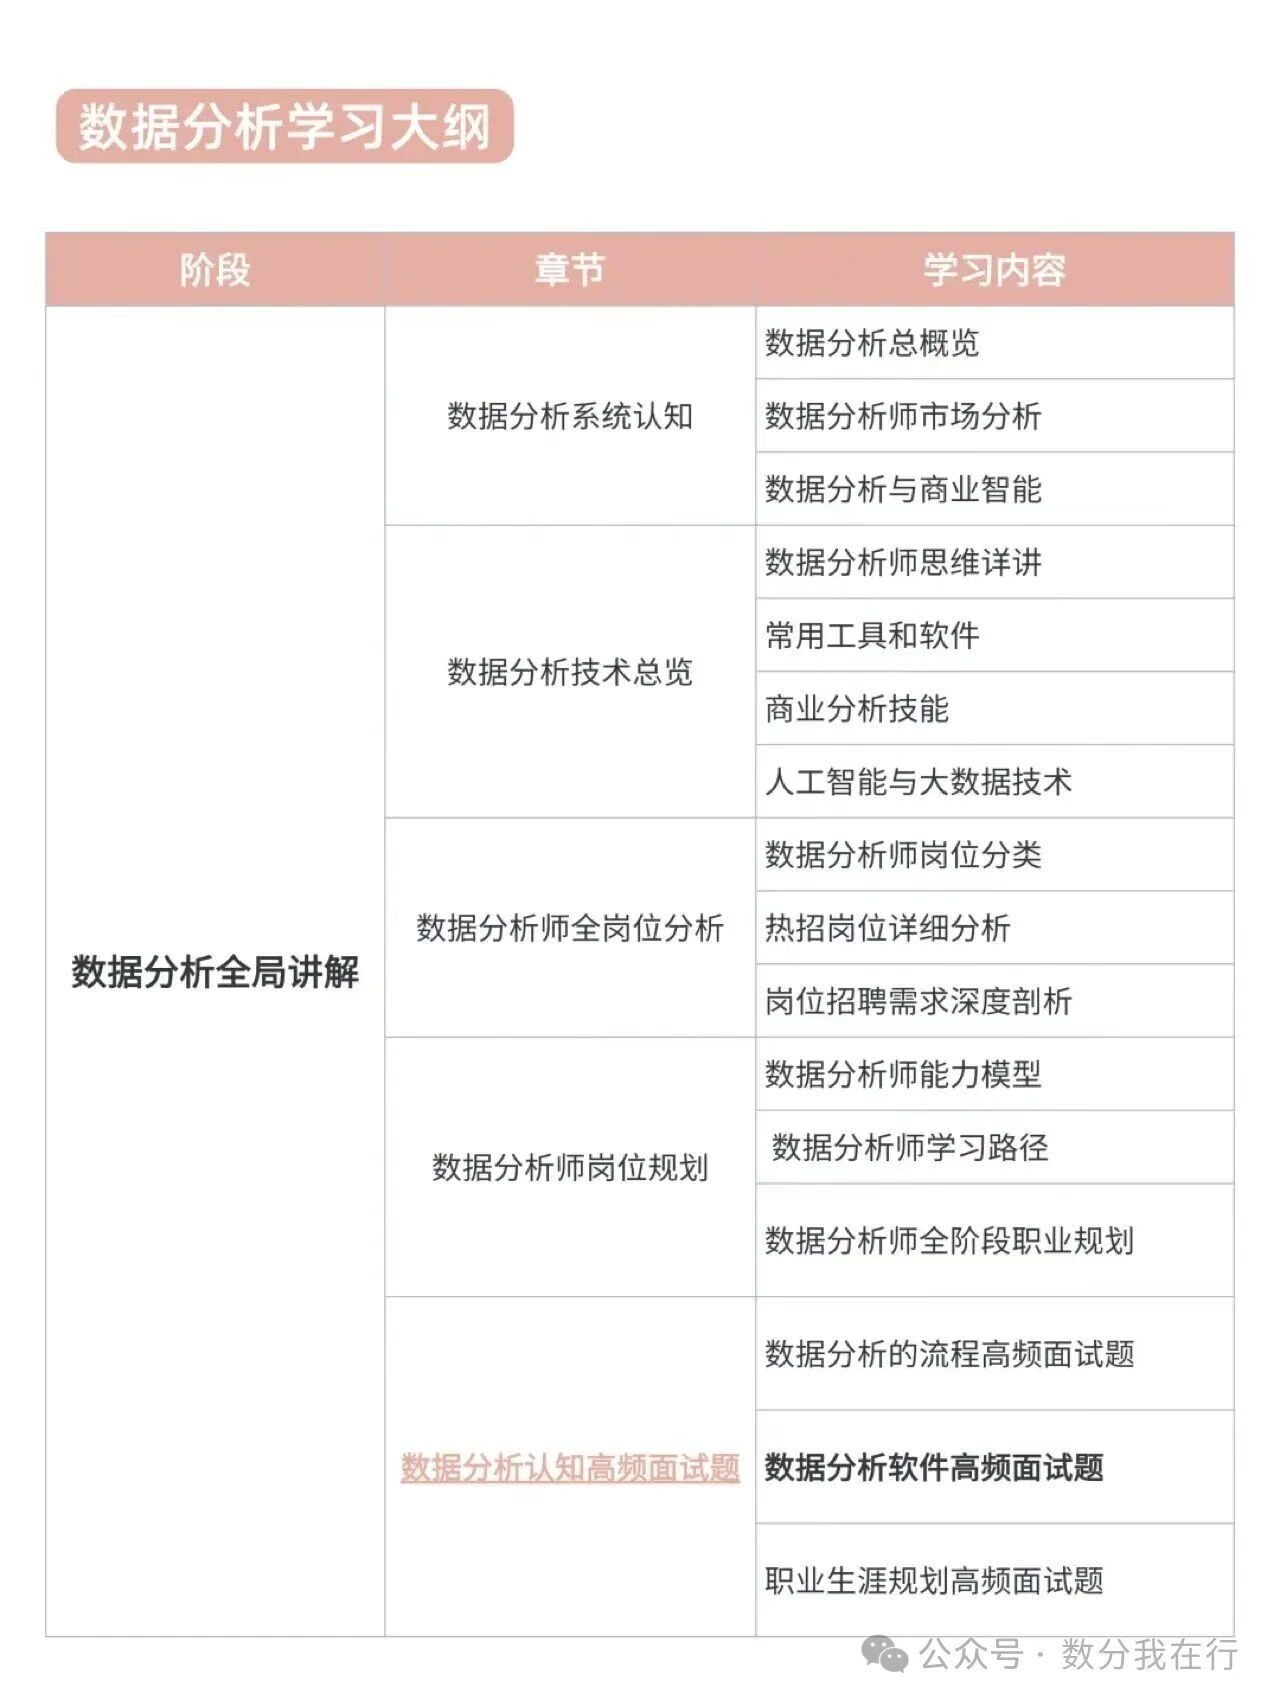 数据分析学习大纲
阶段 章节 学习内容
数据分析全局讲解
数据分析系统认知
数据分析总概览
数据分析师市场分析
数据分析与商业智能
数据分析技术总览
数据分析师思维详讲
常用工具和软件
商业分析技能
人工智能与大数据技术
数据分析师全岗位分析
数据分析师岗位分类
热招岗位详细分析
岗位招聘需求深度剖析
数据分析师岗位规划
数据分析师能力模型
数据分析师学习路径
数据分析师全阶段职业规划
数据分析认知高频面试题
数据分析的流程高频面试题
数据分析软件高频面试题
职业生涯规划高频面试题
公众号·数分我在行